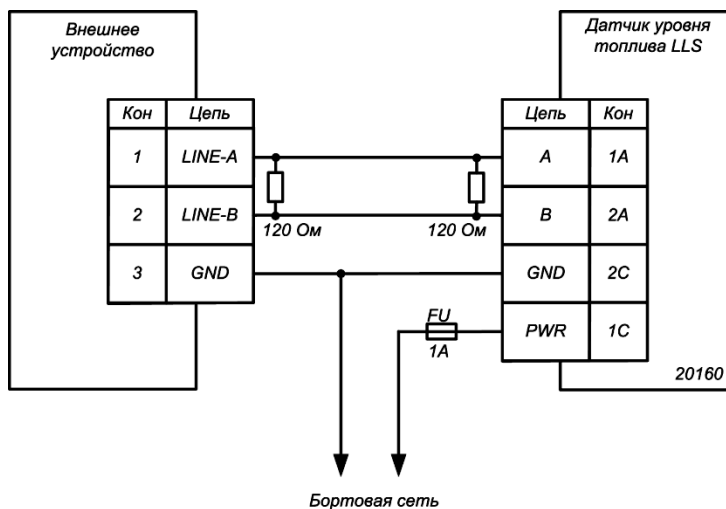 Внешнее
устройство
Датчик уровня
топлива LLS
Кон Цепь
1 LINE-A
2 LINE-B
3 GND
120 Ом 120 Ом
Цепь Кон
A 1A
B 2A
GND 2C
PWR 1C
FU
1A
20160
Бортовая сеть